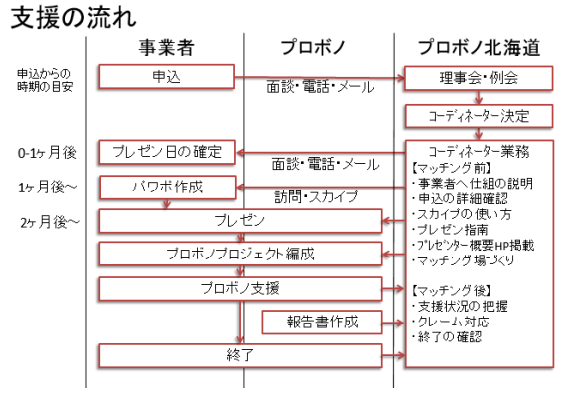 支援の流れ
事業者
プロボノ
プロボノ北海道
申込からの
時期の目安
申込
面談・電話・メール
理事会・例会
コーディネーター決定
0-1ヶ月後
プレゼン日の確定
面談・電話・メール
コーディネーター業務
【マッチング前】
・事業者へ仕組の説明
・申込の詳細確認
・スカイプの使い方
・プレゼン指南
・プレゼンター概要HP掲載
・マッチング場づくり
【マッチング後】
・支援状況の把握
・クレーム対応
・終了の確認
1ヶ月後~
パワポ作成
訪問・スカイプ
2ヶ月後~
プレゼン
プロボノプロジェクト編成
プロボノ支援
報告書作成
終了